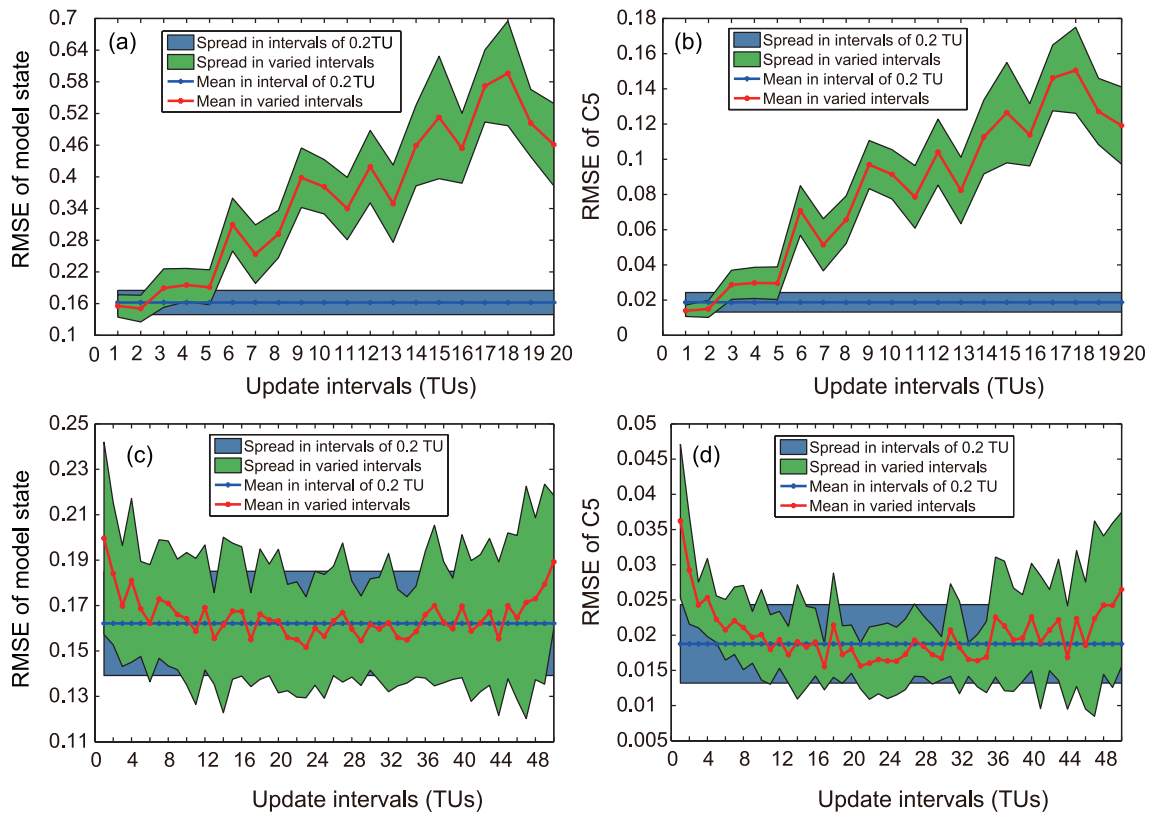 (a)
RMSE of model state
0.7
0.64
0.58
0.52
0.46
0.4
0.34
0.28
0.22
0.16
0.1
Spread in intervals of 0.2TU
Spread in varied intervals
Mean in interval of 0.2TU
Mean in varied intervals
0 1 2 3 4 5 6 7 8 9 10 11 12 13 14 15 16 17 18 19 20
Update intervals (TUs)
(b)
RMSE of C5
0.18
0.16
0.14
0.12
0.1
0.08
0.06
0.04
0.02
0
Spread in intervals of 0.2 TU
Spread in varied intervals
Mean in interval of 0.2 TU
Mean in varied intervals
0 1 2 3 4 5 6 7 8 9 10 11 12 13 14 15 16 17 18 19 20
Update intervals (TUs)
(c)
RMSE of model state
0.25
0.23
0.21
0.19
0.17
0.15
0.13
0.11
Spread in intervals of 0.2 TU
Spread in varied intervals
Mean in interval of 0.2 TU
Mean in varied intervals
0 4 8 12 16 20 24 28 32 36 40 44 48
Update intervals (TUs)
(d)
RMSE of C5
0.05
0.045
0.04
0.035
0.03
0.025
0.02
0.015
0.01
0.005
Spread in intervals of 0.2 TU
Spread in varied intervals
Mean in intervals of 0.2 TU
Mean in varied intervals
0 4 8 12 16 20 24 28 32 36 40 44 48
Update intervals (TUs)